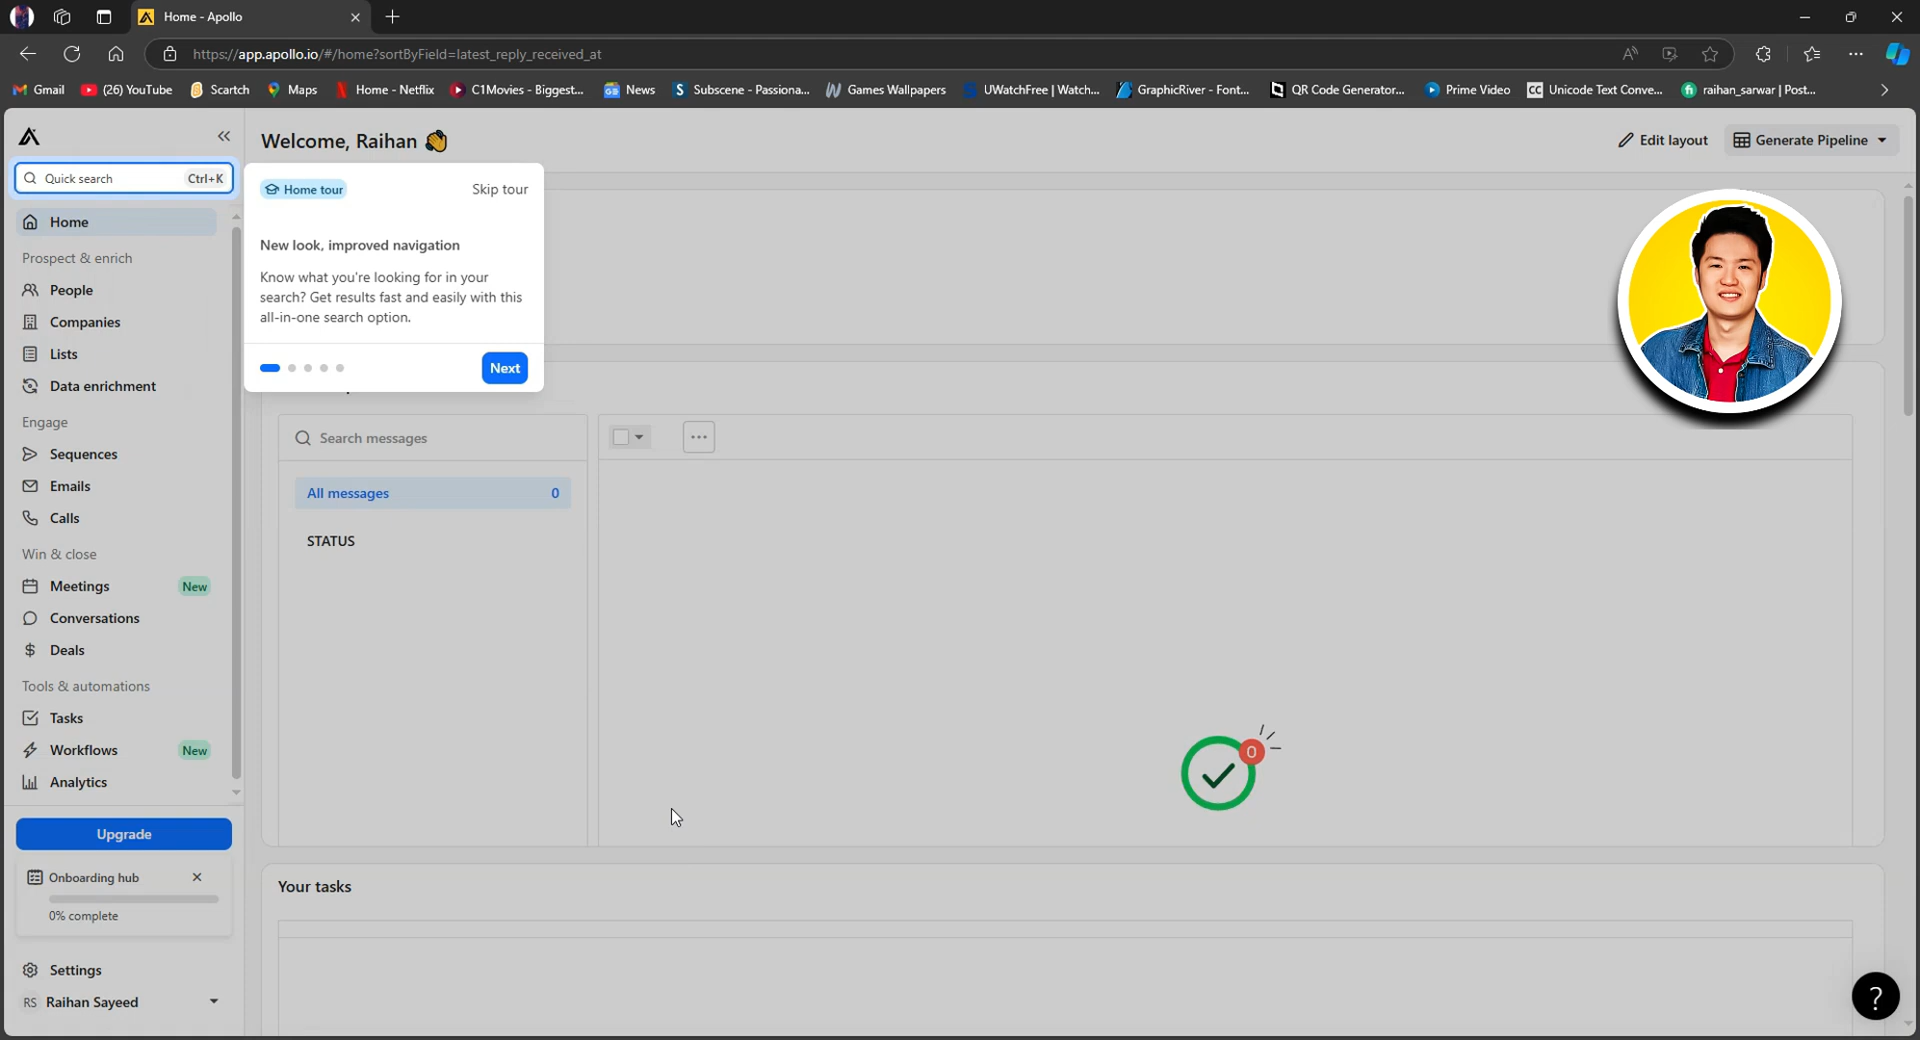 Home - Apollo
https://app.apollo.io/#/home?sortByField=latest_reply_received_at
Gmail
(26) YouTube
Scartch
Maps
Home - Netflix
C1Movies - Biggest...
News
Subscene - Passiona...
Games Wallpapers
UWatchFree | Watch...
GraphicRiver - Font...
QR Code Generator...
Prime Video
CC Unicode Text Conve...
raihan_sarwar | Post...
Welcome, Raihan
Edit layout
Generate Pipeline
Quick search Ctrl+K
Home
Prospect & enrich
People
Companies
Lists
Data enrichment
Engage
Sequences
Emails
Calls
Win & close
Meetings New
Conversations
Deals
Tools & automations
Tasks
Workflows New
Analytics
Upgrade
Onboarding hub
0% complete
Settings
RS Raihan Sayeed
Home tour
Skip tour
New look, improved navigation
Know what you're looking for in your
search? Get results fast and easily with this
all-in-one search option.
Next
Search messages
All messages 0
STATUS
0
Your tasks
?